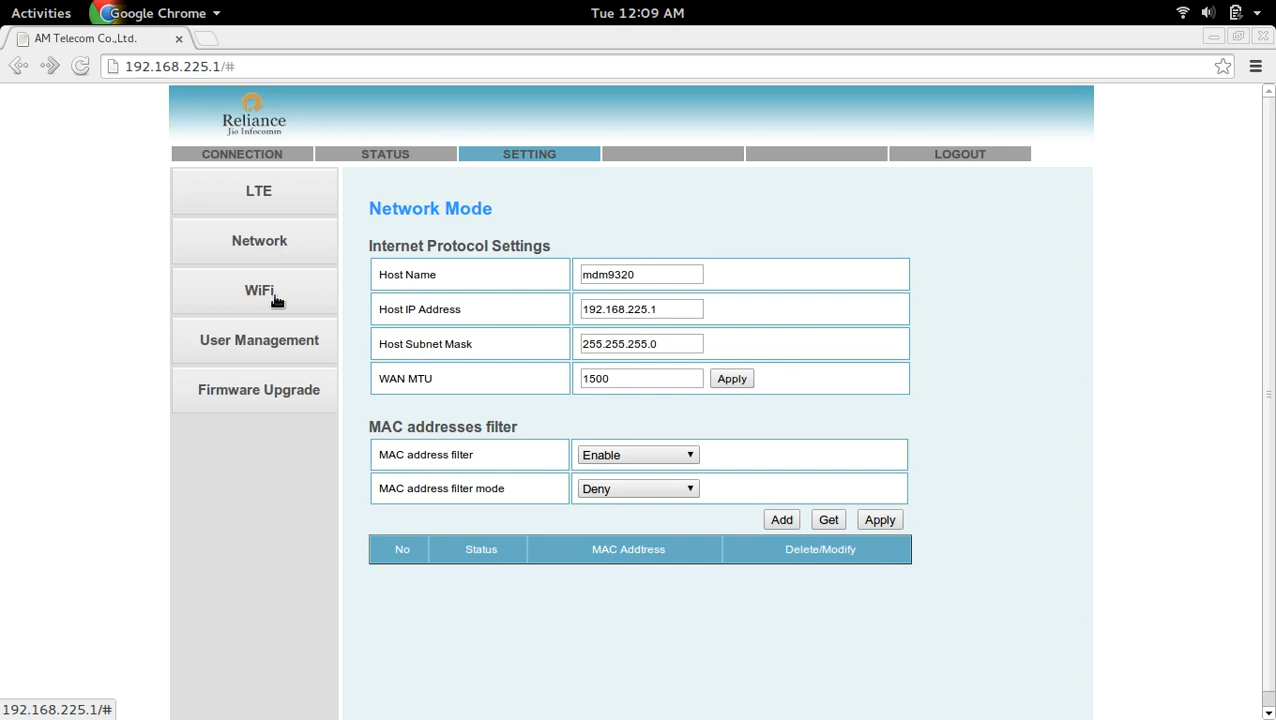 Activities Google Chrome Tue 12:09 AM
AM Telecom Co.,Ltd.
192.168.225.1/#
Reliance
Jio Infocomm
CONNECTION STATUS SETTING LOGOUT
LTE
Network
WiFi
User Management
Firmware Upgrade
Network Mode
Internet Protocol Settings
Host Name mdm9320
Host IP Address 192.168.225.1
Host Subnet Mask 255.255.255.0
WAN MTU 1500 Apply
MAC addresses filter
MAC address filter Enable
MAC address filter mode Deny
Add Get Apply
No Status MAC Addtress Delete/Modify
192.168.225.1/#